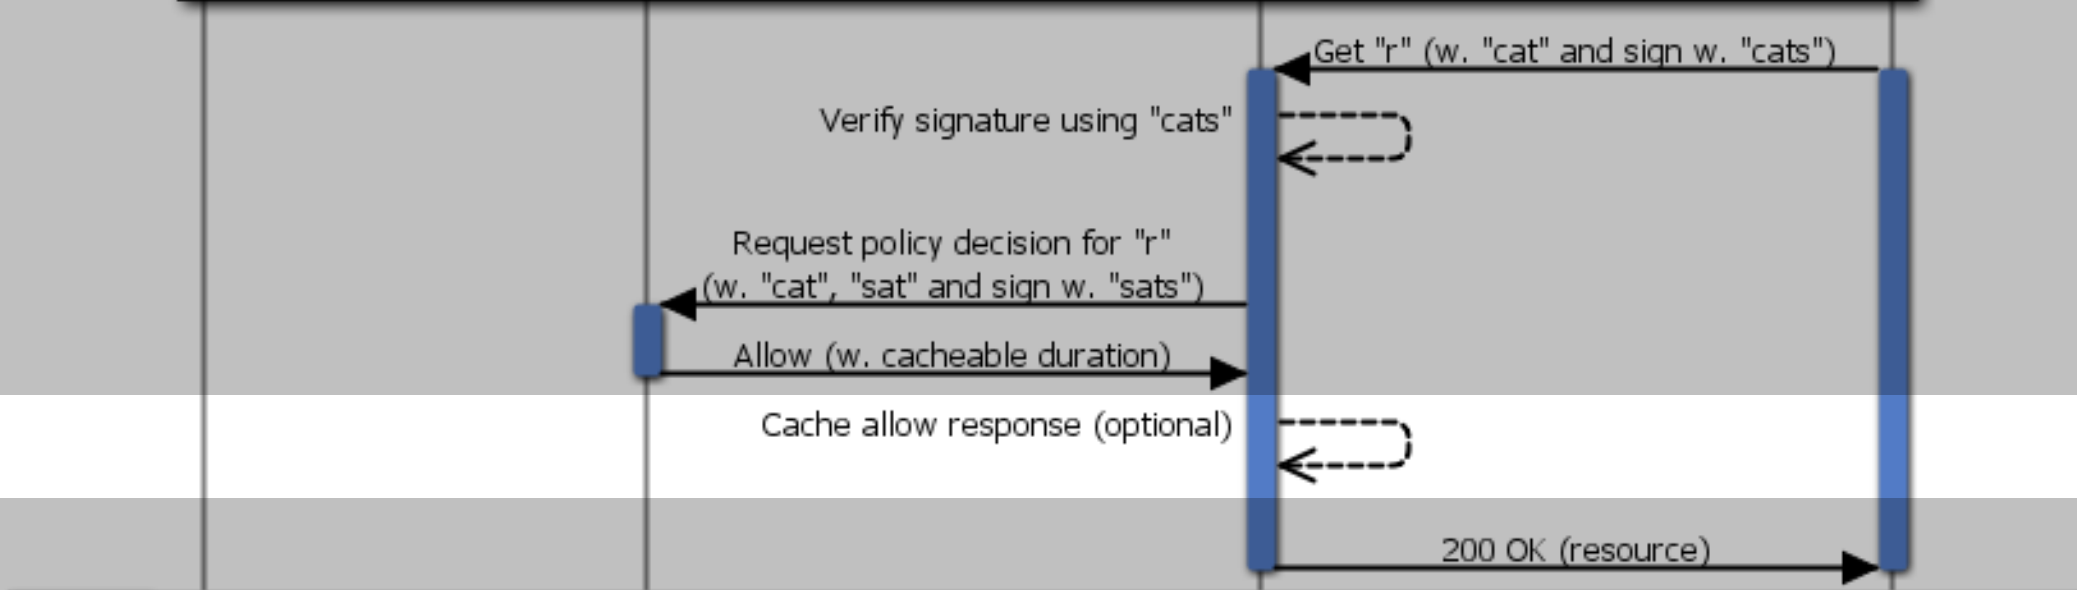 Get "r" (w. "cat" and sign w. "cats")
Verify signature using "cats"
Request policy decision for "r"
(w. "cat", "sat" and sign w. "sats")
Allow (w. cacheable duration)
Cache allow response (optional)
200 OK (resource)